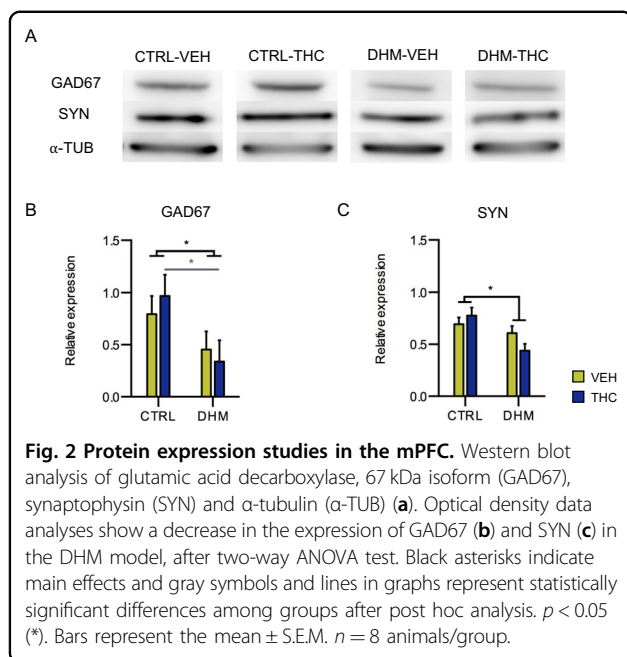 A
CTRL-VEH CTRL-THC DHM-VEH DHM-THC
GAD67
SYN
α-TUB
B
GAD67
Relative expression
1.5
1.0
0.5
0.0
*
*
CTRL DHM
C
SYN
Relative expression
1.5
1.0
0.5
0.0
*
CTRL DHM
VEH
THC
Fig. 2 Protein expression studies in the mPFC. Western blot
analysis of glutamic acid decarboxylase, 67 kDa isoform (GAD67),
synaptophysin (SYN) and α-tubulin (α-TUB) (a). Optical density data
analyses show a decrease in the expression of GAD67 (b) and SYN (c) in
the DHM model, after two-way ANOVA test. Black asterisks indicate
main effects and gray symbols and lines in graphs represent statistically
significant differences among groups after post hoc analysis. p < 0.05
(*). Bars represent the mean ± S.E.M. n = 8 animals/group.